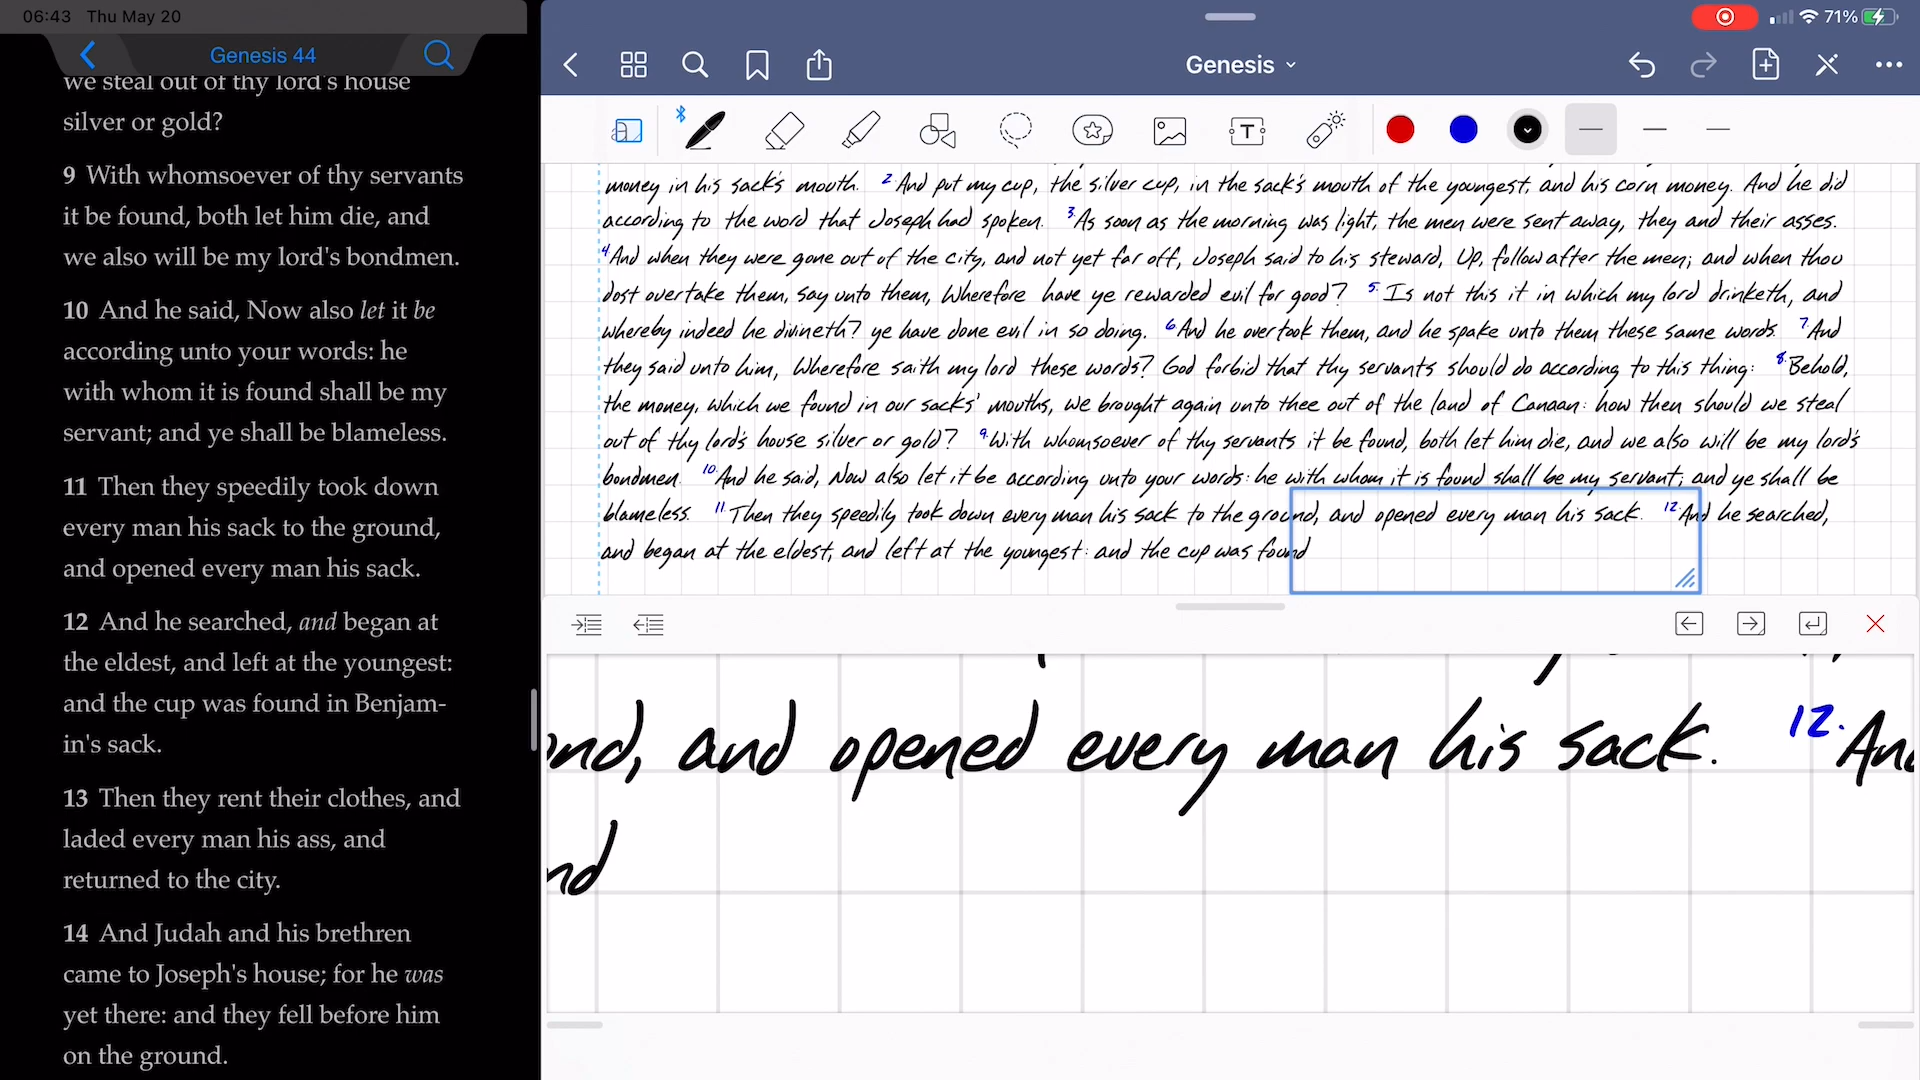 06:43 Thu May 20
71%
Genesis 44
we steal out of thy lord's house
silver or gold?
9 With whomsoever of thy servants
it be found, both let him die, and
we also will be my lord's bondmen.
10 And he said, Now also let it be
according unto your words: he
with whom it is found shall be my
servant; and ye shall be blameless.
11 Then they speedily took down
every man his sack to the ground,
and opened every man his sack.
12 And he searched, and began at
the eldest, and left at the youngest:
and the cup was found in Benjam-
in's sack.
13 Then they rent their clothes, and
laded every man his ass, and
returned to the city.
14 And Judah and his brethren
came to Joseph's house; for he was
yet there: and they fell before him
on the ground.
Genesis
money in his sack's mouth. 2. And put my cup, the silver cup, in the sack's mouth of the youngest, and his corn money. And he did
according to the word that Joseph had spoken. 3. As soon as the morning was light, the men were sent away, they and their asses.
4. And when they were gone out of the city, and not yet far off, Joseph said to his steward, Up, follow after the men; and when thou
dost overtake them, say unto them, Wherefore have ye rewarded evil for good? 5. Is not this it in which my lord drinketh, and
whereby indeed he divineth? ye have done evil in so doing. 6. And he overtook them, and he spake unto them these same words. 7. And
they said unto him, Wherefore saith my lord these words? God forbid that thy servants should do according to this thing: 8. Behold,
the money, which we found in our sacks' mouths, we brought again unto thee out of the land of Canaan: how then should we steal
out of thy lord's house silver or gold? 9. With whomsoever of thy servants it be found, both let him die, and we also will be my lord's
bondmen. 10. And he said, Now also let it be according unto your words: he with whom it is found shall be my servant; and ye shall be
blameless. 11. Then they speedily took down every man his sack to the ground, and opened every man his sack. 12. And he searched,
and began at the eldest, and left at the youngest: and the cup was found
ond, and opened every man his sack. 12. And
nd